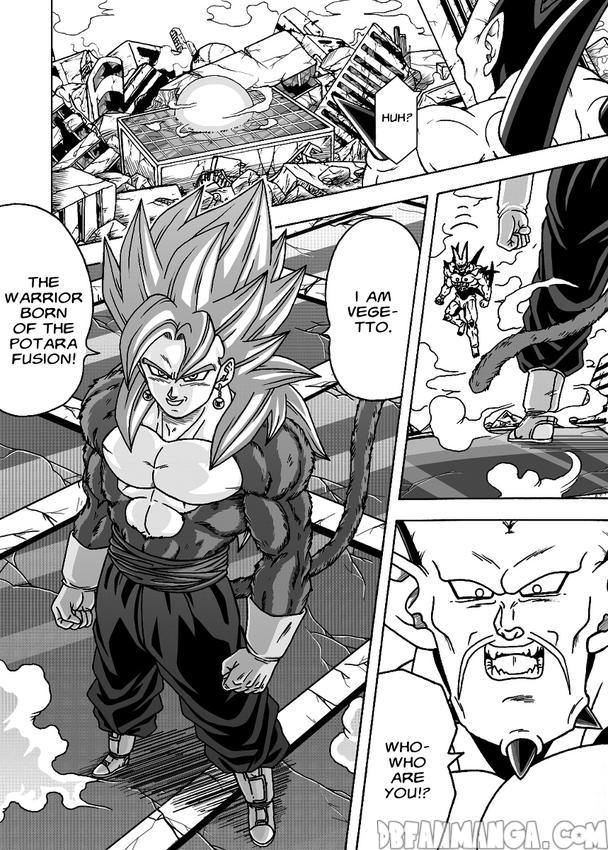 HUH?
WHO-
WHO
ARE
YOU!?
I AM
VEGE-
TTO.
THE
WARRIOR
BORN
OF THE
POTARA
FUSION!
DBFANMANGA.COM